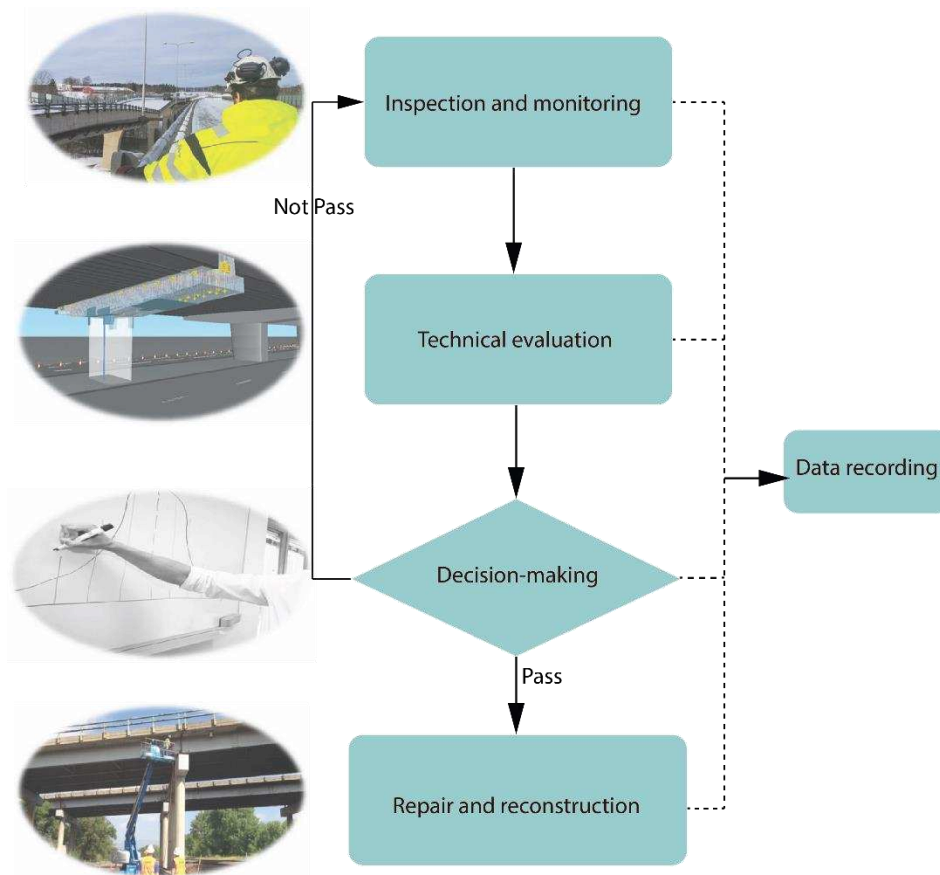 Inspection and monitoring
Not Pass
Technical evaluation
Data recording
Decision-making
Pass
Repair and reconstruction